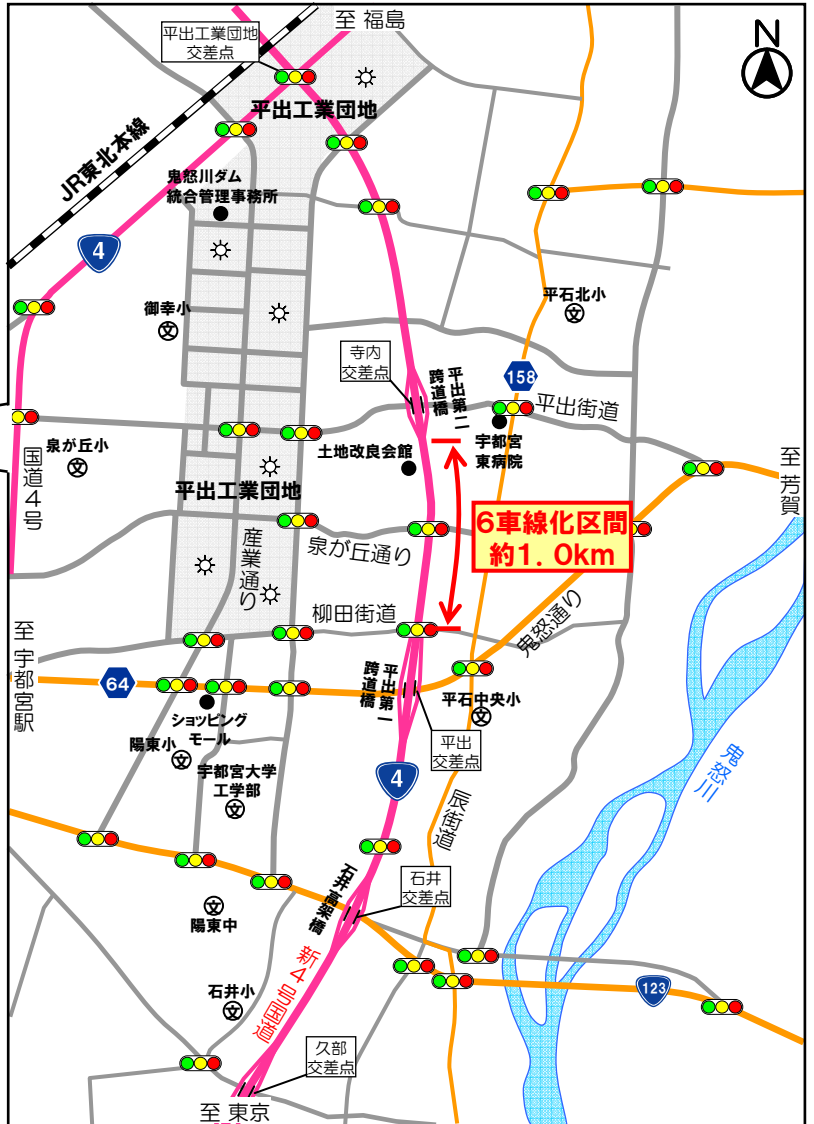 至 福島
平出工業団地
交差点
N
平出工業団地
JR東北本線
鬼怒川ダム
統合管理事務所
4
御幸小
文
平石北小
文
寺内
交差点
平出第二
跨道橋
158
平出街道
国道4号
泉が丘小
文
土地改良会館
宇都宮
東病院
至 芳賀
平出工業団地
6車線化区間
約1.0km
産業通り
泉が丘通り
柳田街道
鬼怒通り
至 宇都宮駅
64
平出第一
跨道橋
平石中央小
文
ショッピング
モール
陽東小
文
平出
交差点
宇都宮大学
工学部
文
4
鬼怒川
辰街道
石井高架橋
石井
交差点
文
陽東中
新4号国道
石井小
文
123
久部
交差点
至 東京